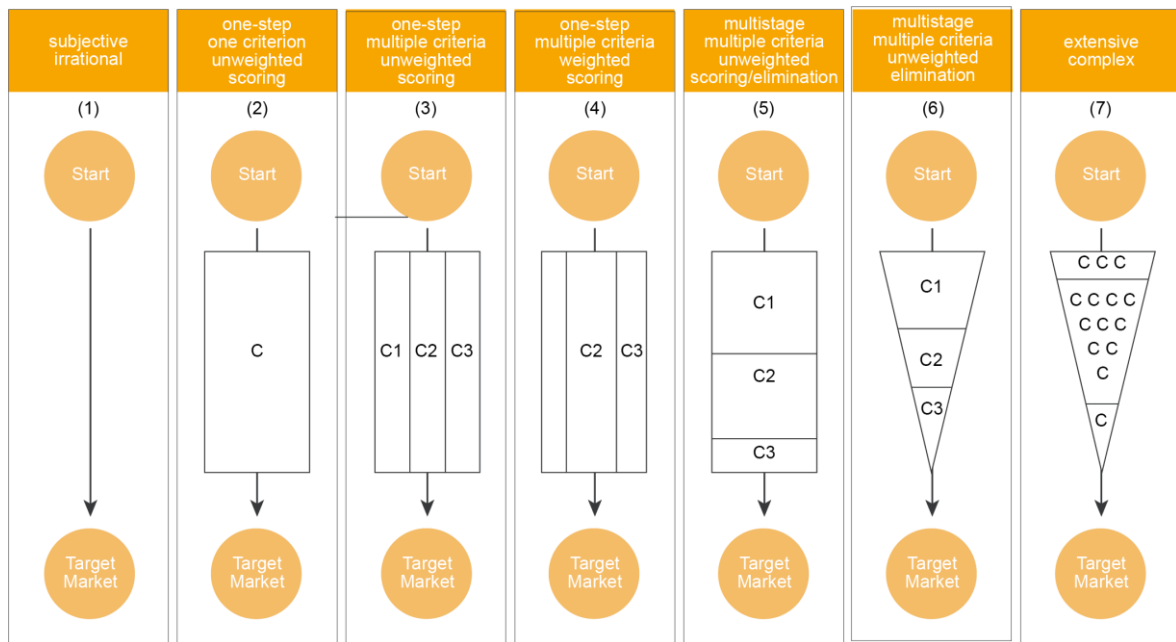 subjective
irrational
(1)
Start
Target
Market
one-step
one criterion
unweighted
scoring
(2)
Start
C
Target
Market
one-step
multiple criteria
unweighted
scoring
(3)
Start
C1 C2 C3
Target
Market
one-step
multiple criteria
weighted
scoring
(4)
Start
C2 C3
Target
Market
multistage
multiple criteria
unweighted
scoring/elimination
(5)
Start
C1
C2
C3
Target
Market
multistage
multiple criteria
unweighted
elimination
(6)
Start
C1
C2
C3
Target
Market
extensive
complex
(7)
Start
C C C
C C C C
C C C
C C
C
C
Target
Market